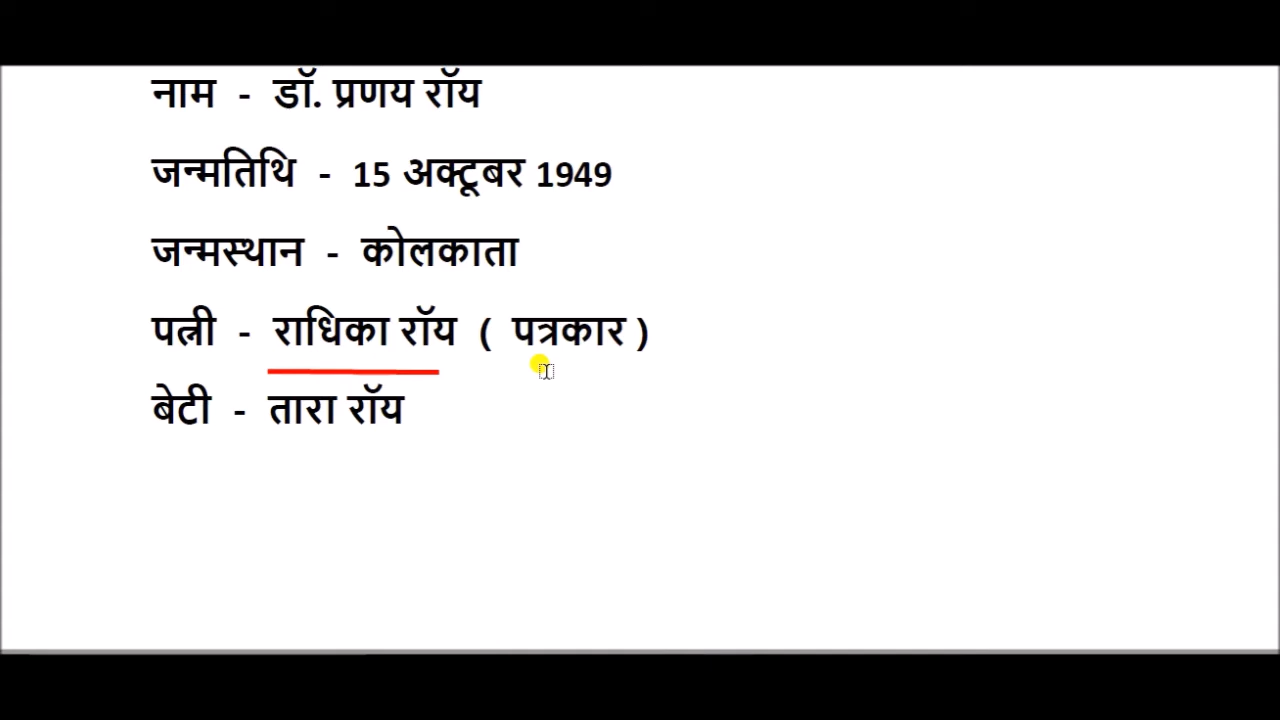 नाम - डॉ. प्रणय रॉय
जन्मतिथि - 15 अक्टूबर 1949
जन्मस्थान - कोलकाता
पत्नी - राधिका रॉय ( पत्रकार )
बेटी - तारा रॉय